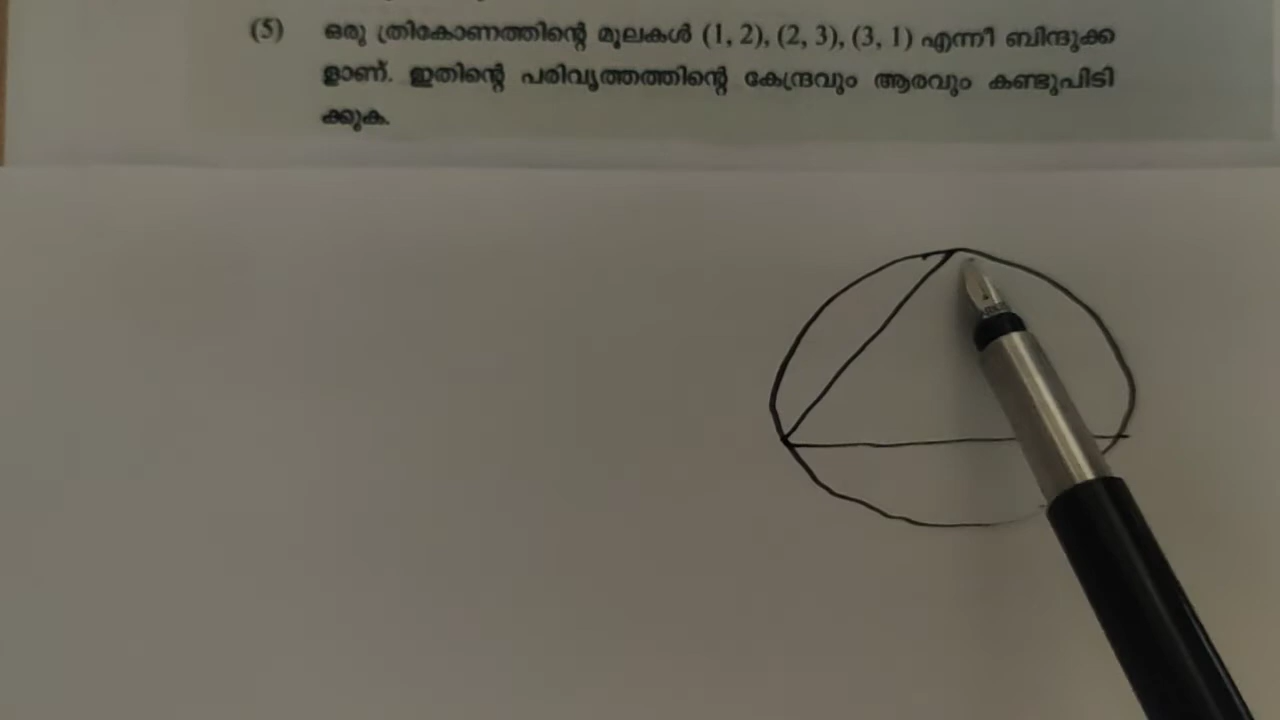 (5) ഒരു ത്രികോണത്തിന്റെ മൂലകൾ (1, 2), (2, 3), (3, 1) എന്നീ ബിന്ദുക്ക
ളാണ്. ഇതിന്റെ പരിവൃത്തത്തിന്റെ കേന്ദ്രവും ആരവും കണ്ടുപിടി
ക്കുക.